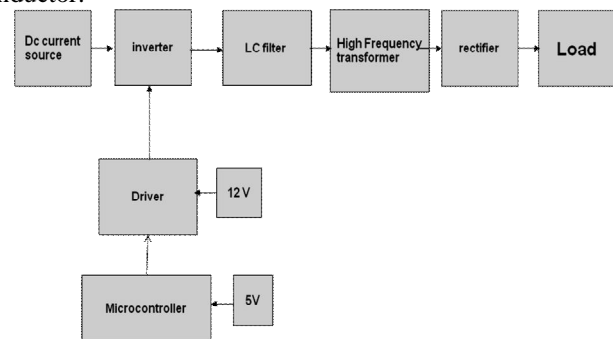 Dc current
source
inverter
LC filter
High Frequency
transformer
rectifier
Load
Driver
12 V
Microcontroller
5V